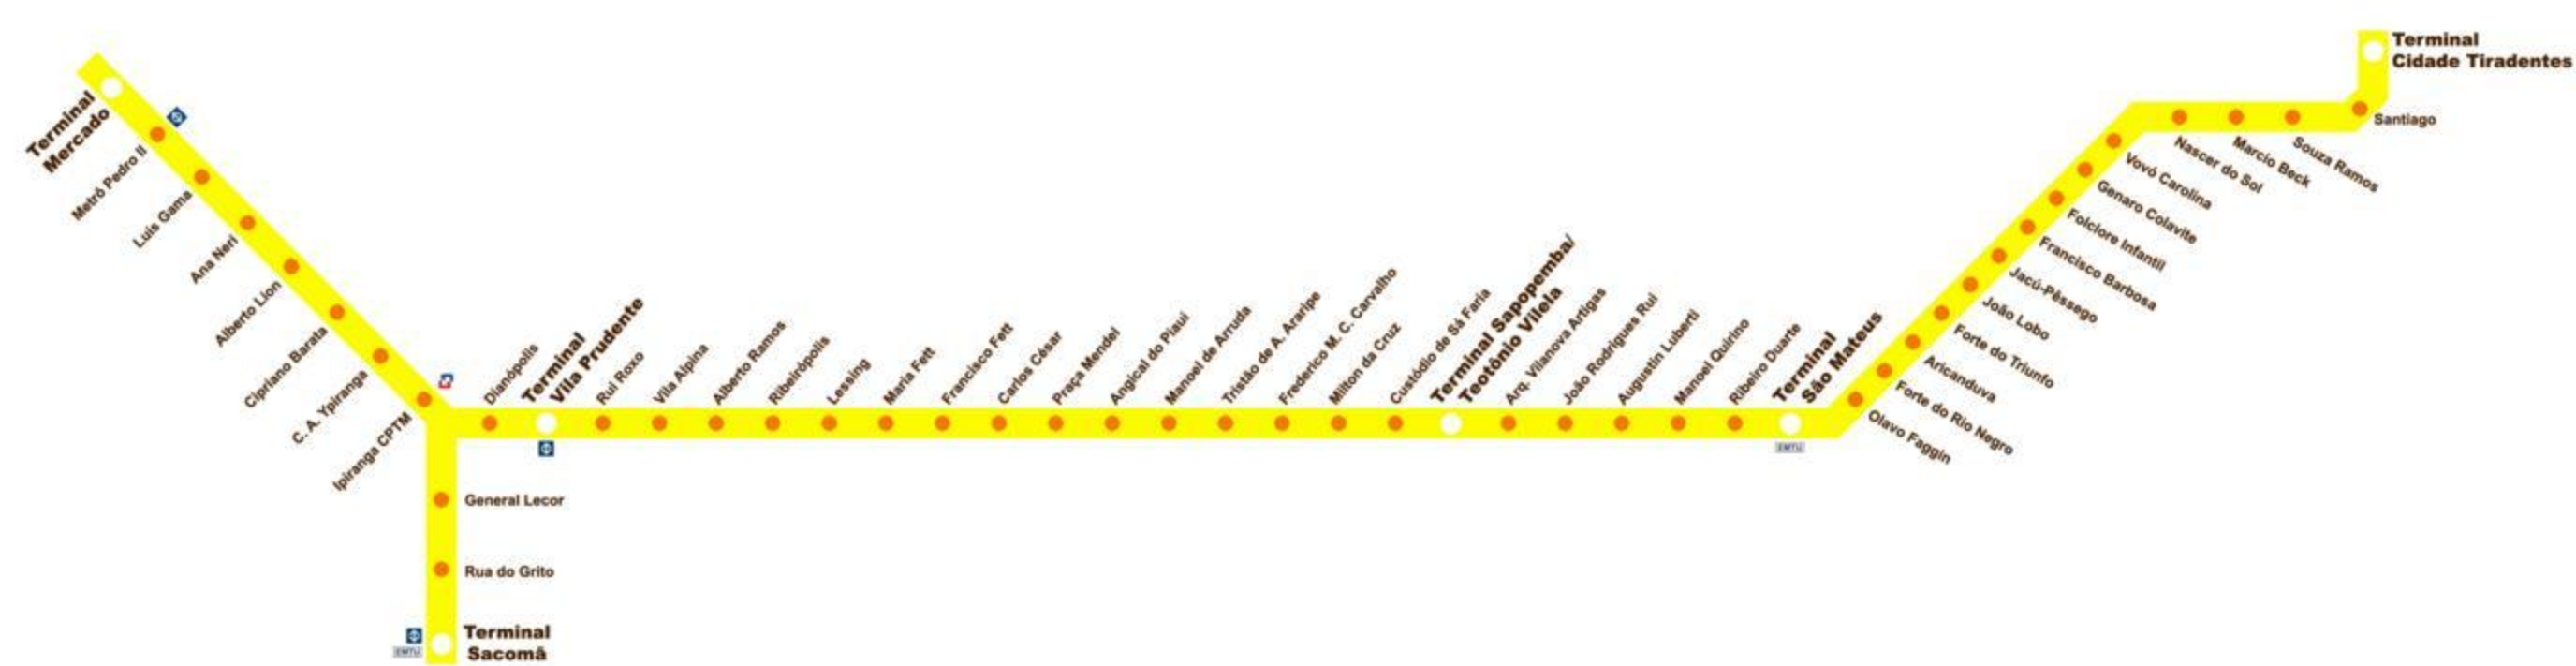 Terminal
Mercado
Metrô Pedro II
Luis Gama
Ana Neri
Alberto Lion
Cipriano Barata
C. A. Ypiranga
Ipiranga CPTM
General Lecor
Rua do Grito
EMTU
Terminal
Sacomã
Dianópolis
Terminal
Vila Prudente
Rui Roxo
Vila Alpina
Alberto Ramos
Ribeirópolis
Lessing
Maria Fett
Francisco Fett
Carlos César
Praça Mendel
Angical do Piaui
Manoel de Arruda
Tristão de A. Araripe
Frederico M. C. Carvalho
Milton da Cruz
Custódio de Sá Faria
Terminal Sapopemba/
Teotônio Vilela
Arq. Vilanova Artigas
João Rodrigues Rui
Augustin Luberti
Manoel Quirino
Ribeiro Duarte
Terminal
São Mateus
EMTU
Olavo Faggin
Forte do Rio Negro
Aricanduva
Forte do Triunfo
João Lobo
Jacú-Pêssego
Francisco Barbosa
Folclore Infantil
Genaro Colavite
Vovó Carolina
Nascer do Sol
Marcio Beck
Souza Ramos
Santiago
Terminal
Cidade Tiradentes